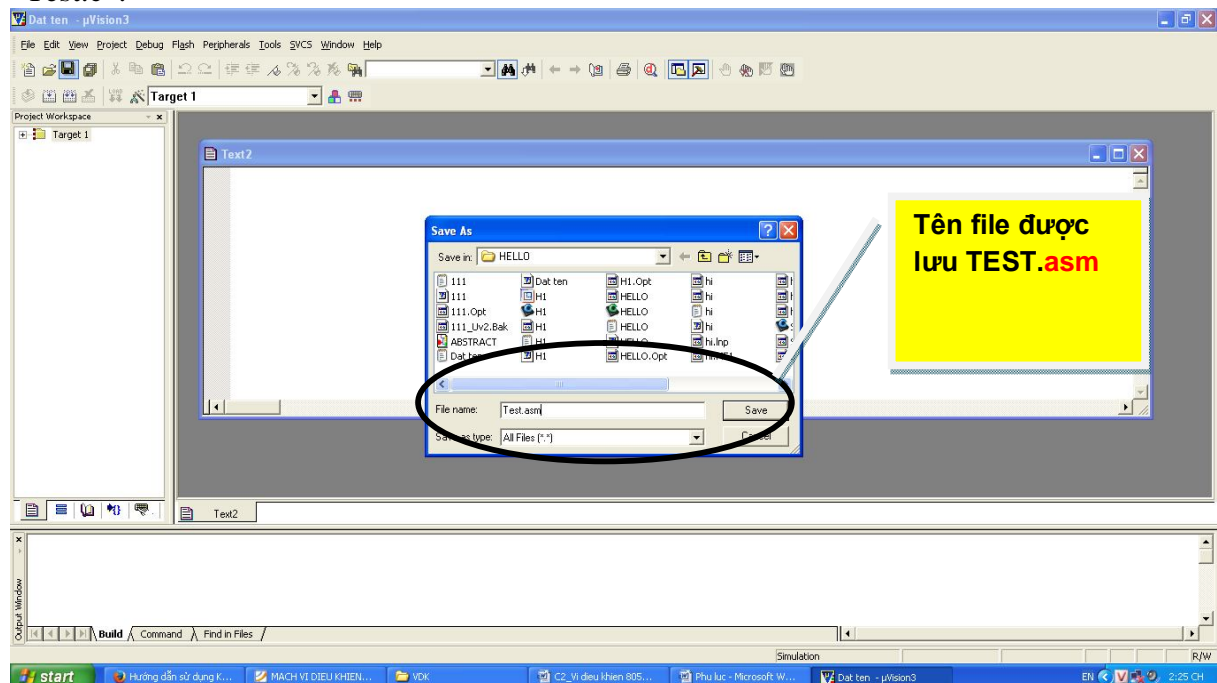 Dat ten - µVision3
File Edit View Project Debug Flash Peripherals Tools SVCS Window Help
Target 1
Project Workspace
Target 1
Text2
Tên file được
lưu TEST.asm
Save As
Save in: HELLO
111 Dat ten H1.Opt hi
111 H1 HELLO hi
111.Opt H1 HELLO hi
111_Uv2.Bak H1 HELLO hi
ABSTRACT H1 HELLO hi.lnp
Dat ten H1 HELLO.Opt
File name: Test.asm Save
Save as type: All Files (*.*) Cancel
Text2
Output Window
Build Command Find in Files
Simulation R/W
start Hướng dẫn sử dụng K... MACH VI DIEU KHIEN... VDK C2_Vi dieu khien 805... Phu luc - Microsoft W... Dat ten - µVision3 EN 2:25 CH